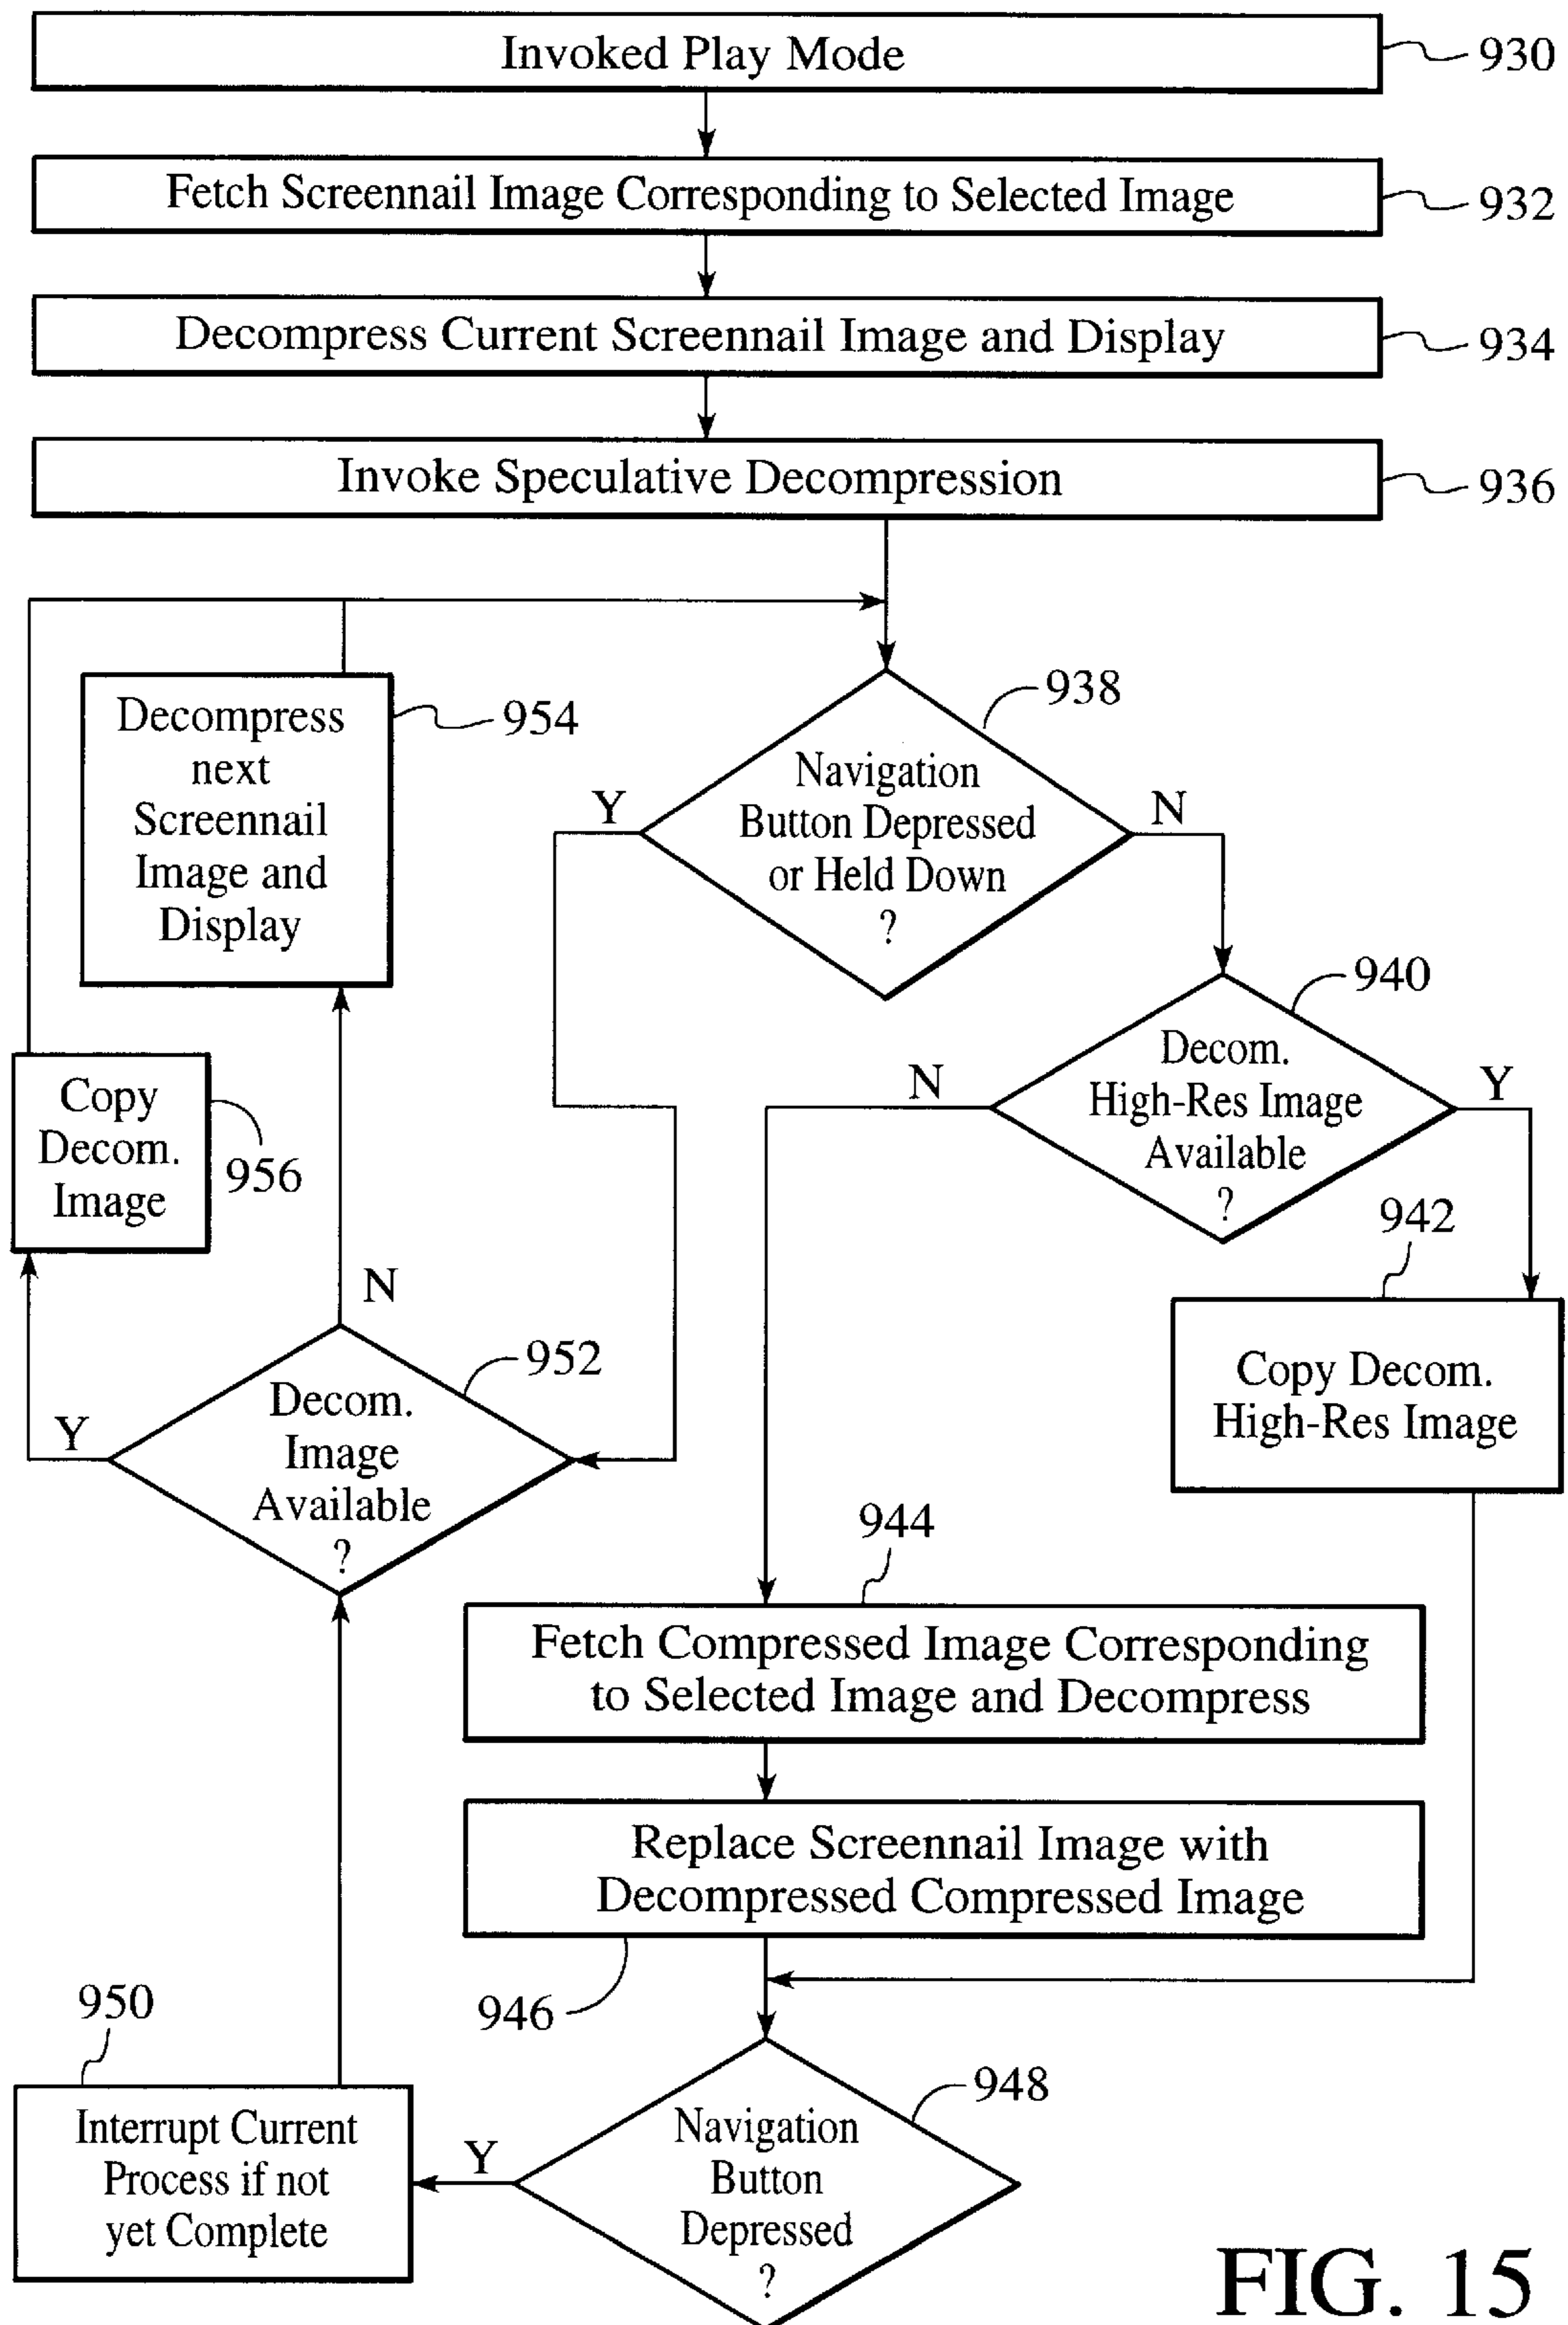 Invoked Play Mode
930
Fetch Screennail Image Corresponding to Selected Image
932
Decompress Current Screennail Image and Display
934
Invoke Speculative Decompression
936
Decompress
next
Screennail
Image and
Display
954
938
Navigation
Button Depressed
or Held Down
?
Y
N
940
Decom.
High-Res Image
Available
?
N
Y
Copy
Decom.
Image
956
942
Copy Decom.
High-Res Image
N
952
Decom.
Image
Available
?
Y
944
Fetch Compressed Image Corresponding
to Selected Image and Decompress
Replace Screennail Image with
Decompressed Compressed Image
946
950
Interrupt Current
Process if not
yet Complete
Y
948
Navigation
Button
Depressed
?
FIG. 15